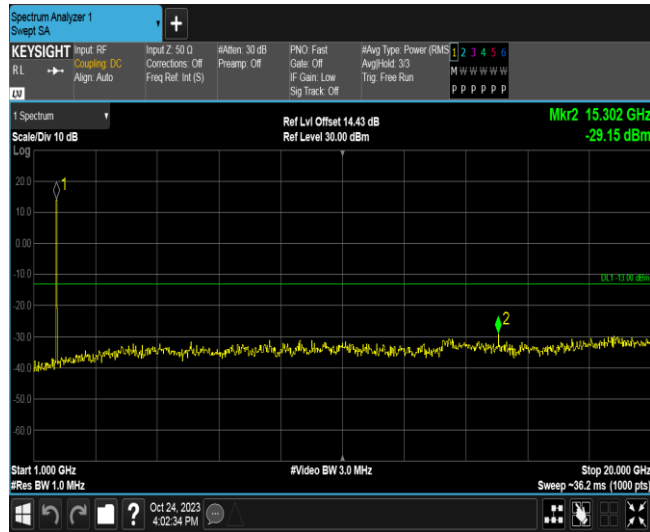 Spectrum Analyzer 1
Swept SA
+
KEYSIGHT Input: RF Input Z: 50 Ω #Atten: 30 dB PNO: Fast #Avg Type: Power (RMS 1 2 3 4 5 6
RL Coupling: DC Corrections: Off Preamp: Off Gate: Off Avg|Hold: 3/3 M W W W W W
Align: Auto Freq Ref: Int (S) IF Gain: Low Trig: Free Run
LXI Sig Track: Off P P P P P P
1 Spectrum Ref Lvl Offset 14.43 dB Mkr2 15.302 GHz
Scale/Div 10 dB Ref Level 30.00 dBm -29.15 dBm
Log
20.0
1
10.0
0.00
-10.0
DL1 -13.00 dBm
-20.0
2
-30.0
-40.0
-50.0
-60.0
Start 1.000 GHz #Video BW 3.0 MHz Stop 20.000 GHz
#Res BW 1.0 MHz Sweep ~36.2 ms (1000 pts)
? Oct 24, 2023
4:02:34 PM